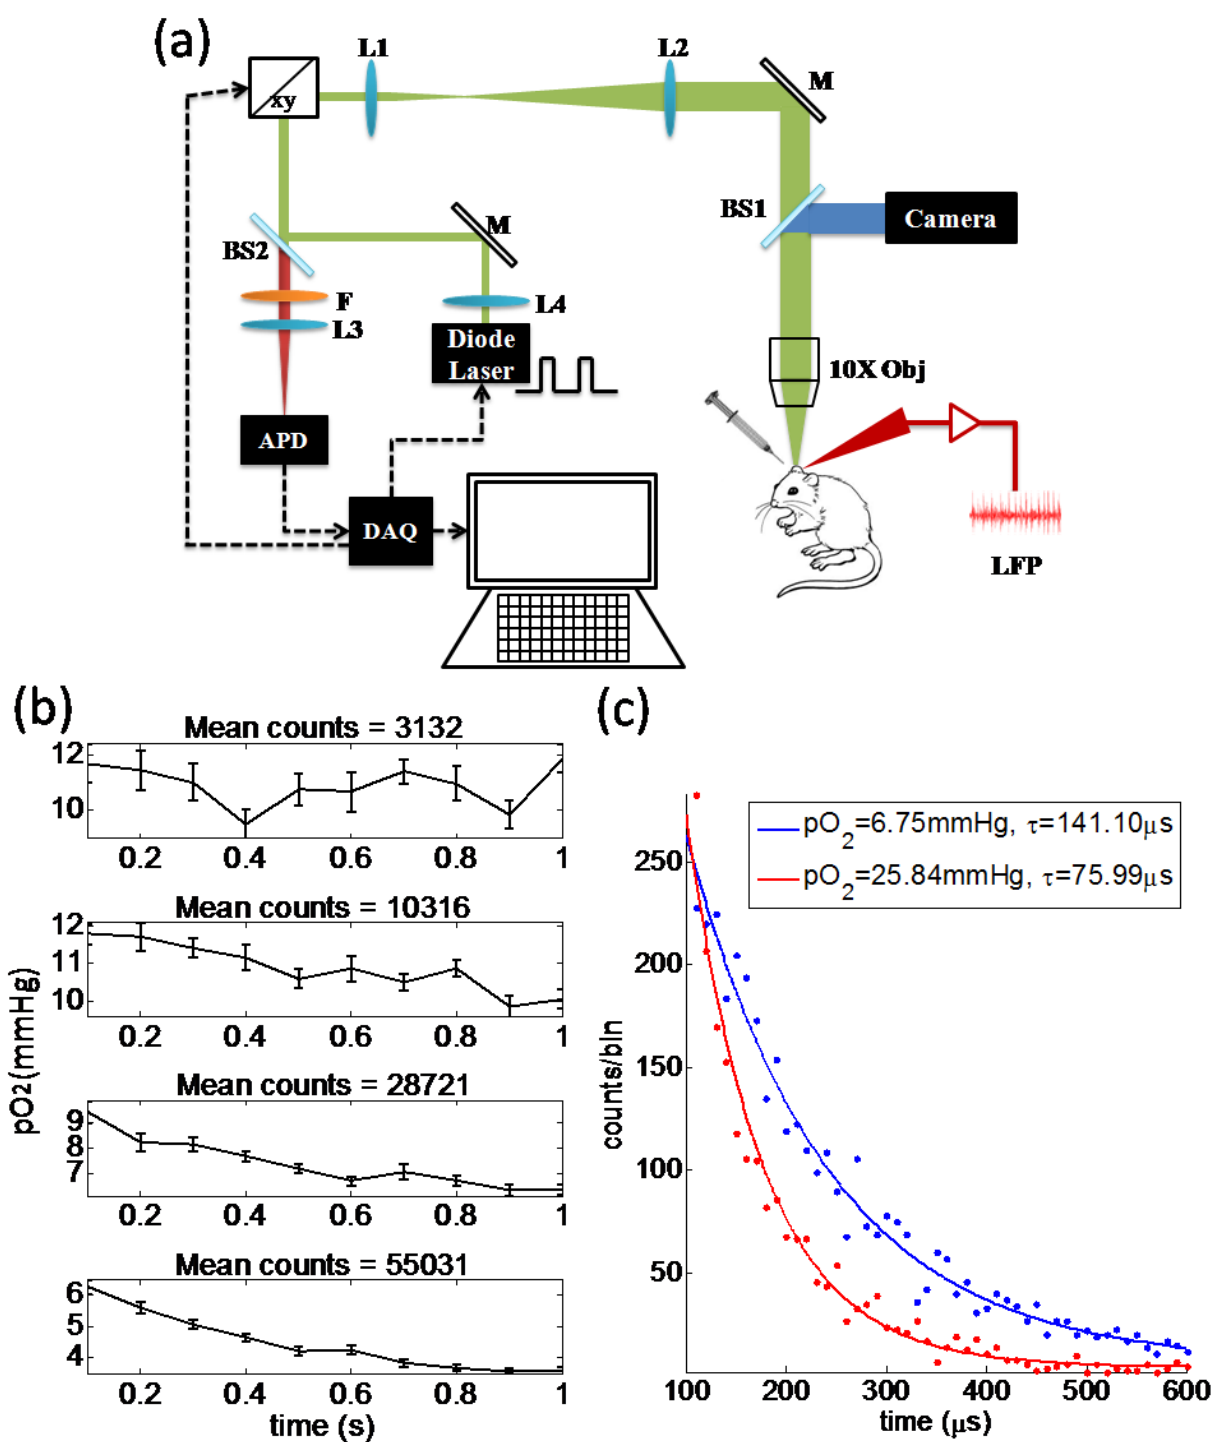 (a)
L1
L2
M
xy
BS1
Camera
M
BS2
F
L4
L3
Diode
Laser
10X Obj
APD
DAQ
LFP
(b)
Mean counts = 3132
12
10
0.2 0.4 0.6 0.8 1
Mean counts = 10316
12
11
10
0.2 0.4 0.6 0.8 1
Mean counts = 28721
9
8
7
0.2 0.4 0.6 0.8 1
Mean counts = 55031
6
5
4
0.2 0.4 0.6 0.8 1
pO2(mmHg)
time (s)
(c)
pO2=6.75mmHg, τ=141.10μs
pO2=25.84mmHg, τ=75.99μs
250
200
150
100
50
counts/bin
100 200 300 400 500 600
time (μs)